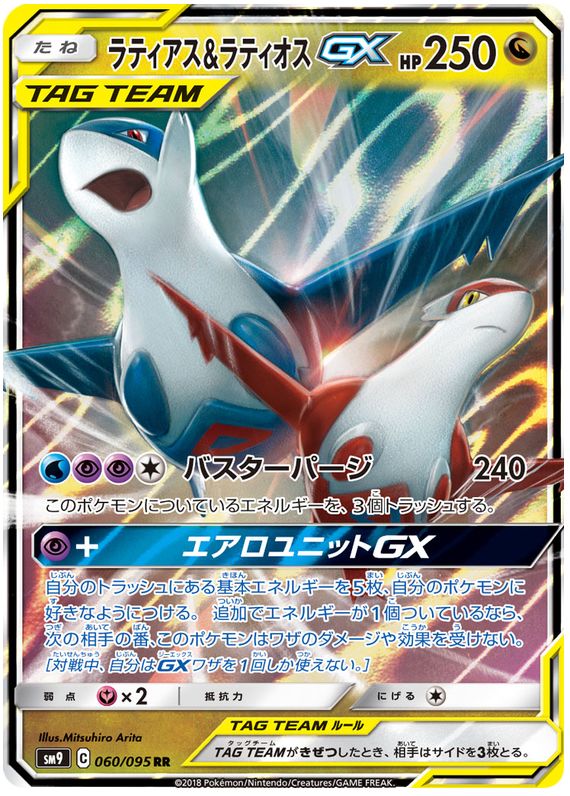 たね ラティアス&ラティオスGX HP250
TAG TEAM
バスターパージ 240
このポケモンについているエネルギーを、3個トラッシュする。
+ エアロユニットGX
自分のトラッシュにある基本エネルギーを5枚、自分のポケモンに
好きなようにつける。 追加でエネルギーが1個ついているなら、
次の相手の番、このポケモンはワザのダメージや効果を受けない。
[対戦中、自分はGXワザを1回しか使えない。]
弱点 ×2 抵抗力 にげる
Illus.Mitsuhiro Arita
TAG TEAM ルール
SM9 C 060/095 RR
TAG TEAMがきぜつしたとき、相手はサイドを3枚とる。
©2018 Pokémon/Nintendo/Creatures/GAME FREAK.